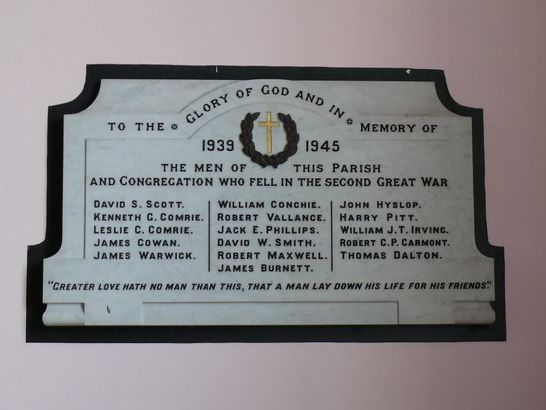 TO THE × GLORY OF GOD AND IN × MEMORY OF
1939 1945
THE MEN OF THIS PARISH
AND CONGREGATION WHO FELL IN THE SECOND GREAT WAR
DAVID S. SCOTT.
KENNETH G. COMRIE.
LESLIE C. COMRIE.
JAMES COWAN.
JAMES WARWICK.
WILLIAM CONCHIE.
ROBERT VALLANCE.
JACK E. PHILLIPS.
DAVID W. SMITH.
ROBERT MAXWELL.
JAMES BURNETT.
JOHN HYSLOP.
HARRY PITT.
WILLIAM J. T. IRVING.
ROBERT C. P. CARMONT.
THOMAS DALTON.
"GREATER LOVE HATH NO MAN THAN THIS, THAT A MAN LAY DOWN HIS LIFE FOR HIS FRIENDS"